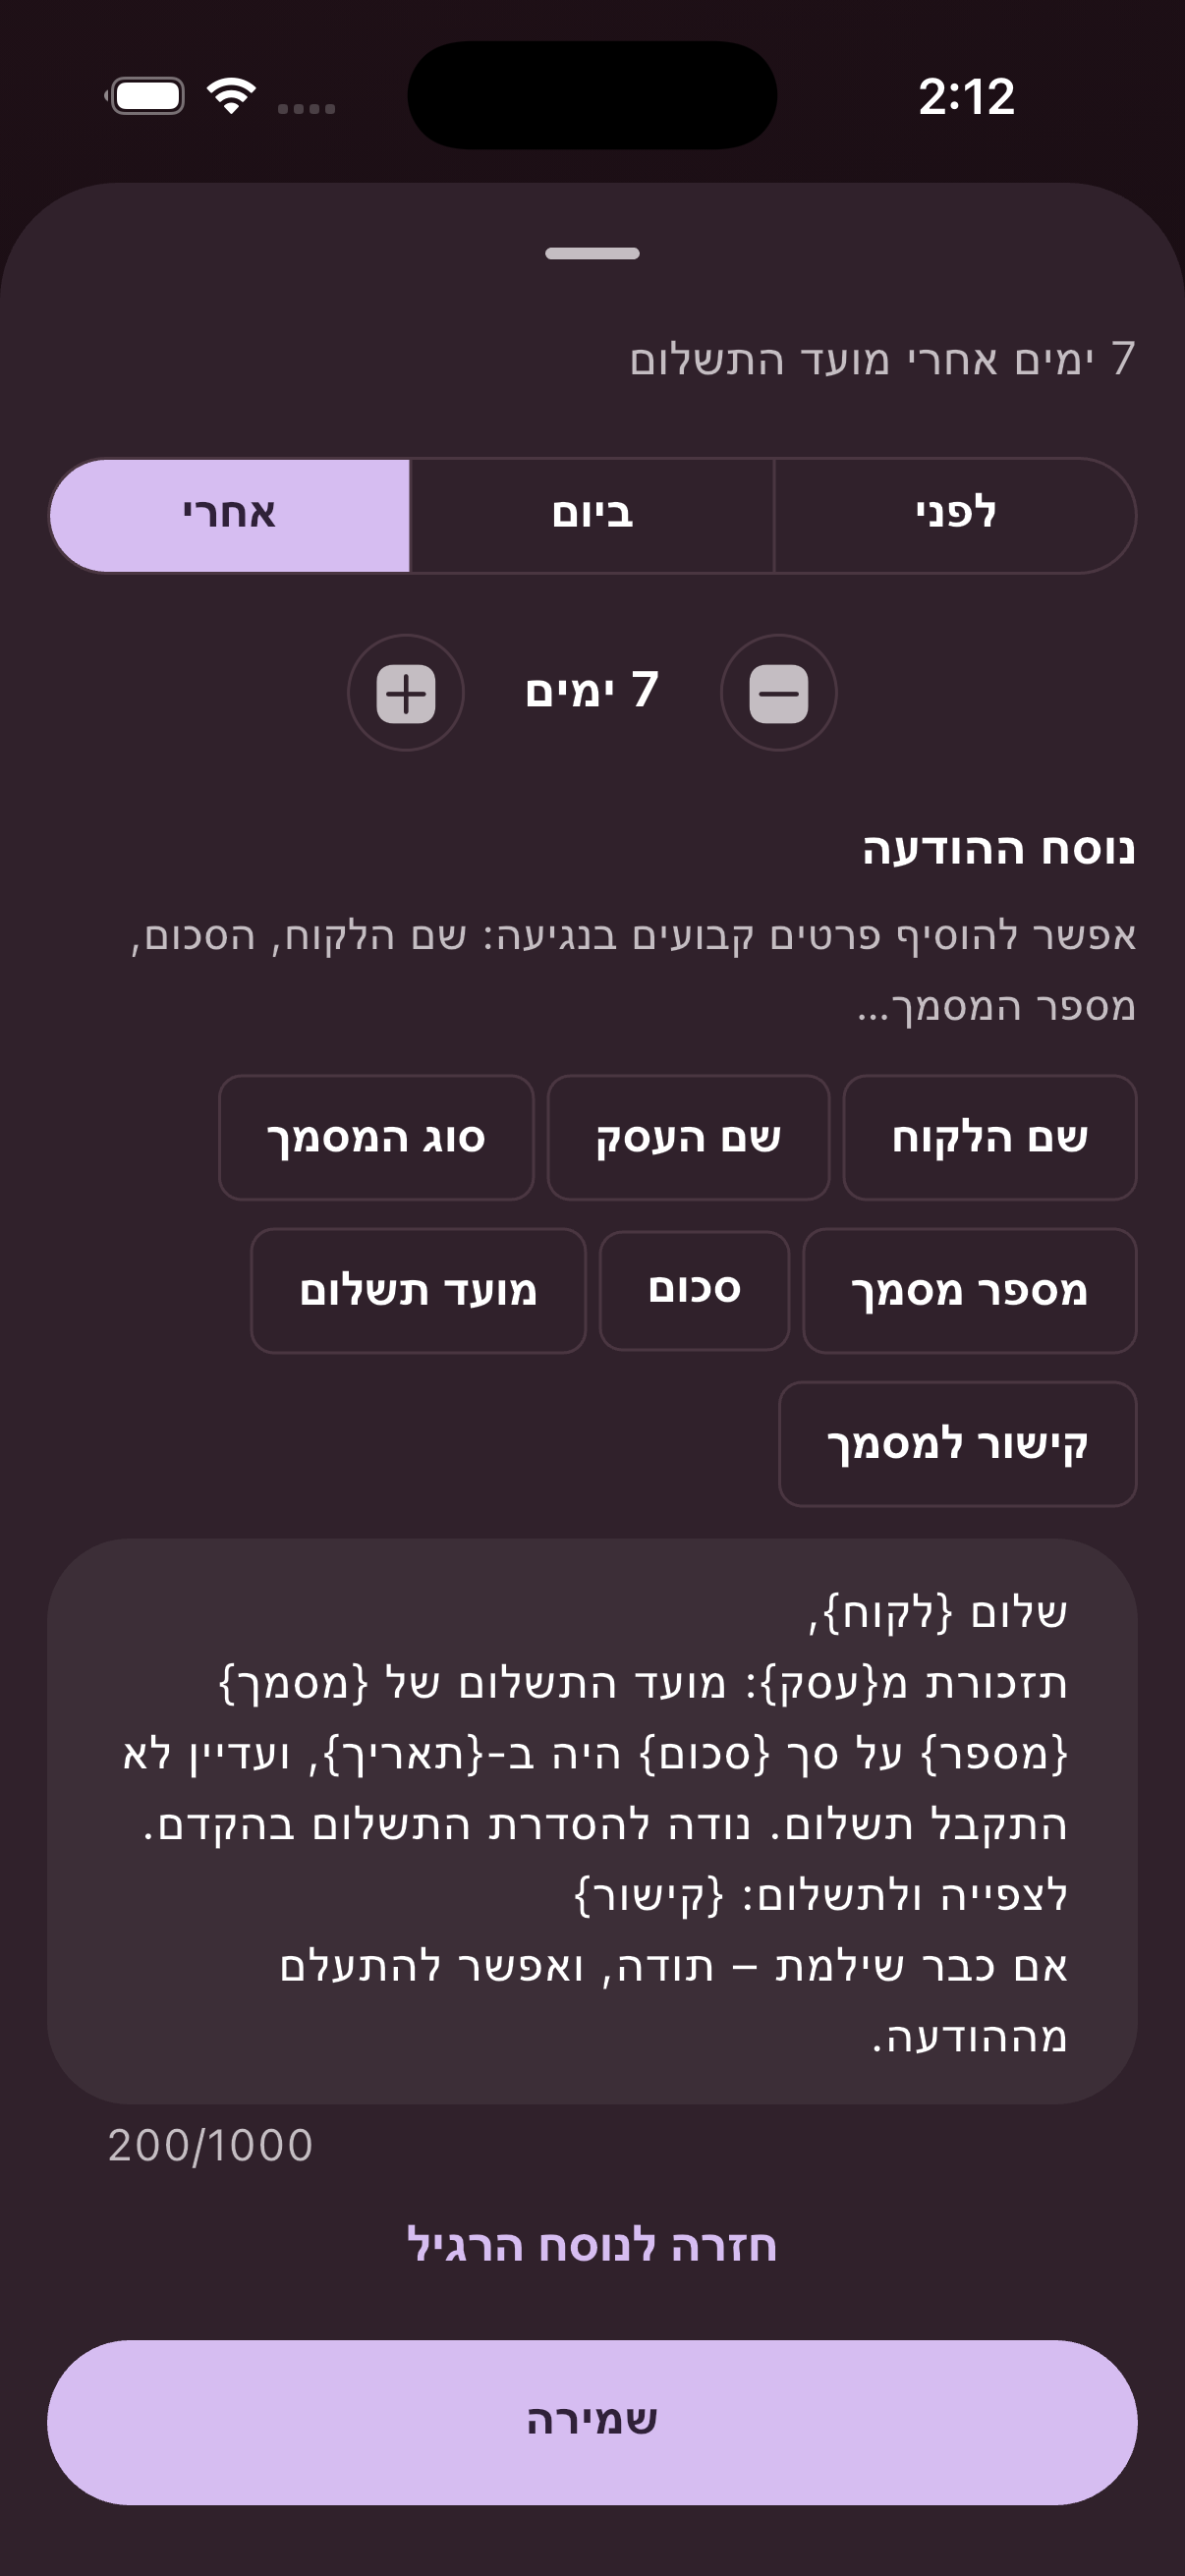 2:12
7 ימים אחרי מועד התשלום
לפני
ביום
אחרי
7 ימים
נוסח ההודעה
אפשר להוסיף פרטים קבועים בנגיעה: שם הלקוח, הסכום,
מספר המסמך...
שם הלקוח
שם העסק
סוג המסמך
מספר מסמך
סכום
מועד תשלום
קישור למסמך
שלום {לקוח},
תזכורת מ{עסק}: מועד התשלום של {מסמך}
{מספר} על סך {סכום} היה ב-{תאריך}, ועדיין לא
התקבל תשלום. נודה להסדרת התשלום בהקדם.
לצפייה ולתשלום: {קישור}
אם כבר שילמת – תודה, ואפשר להתעלם
מההודעה.
200/1000
חזרה לנוסח הרגיל
שמירה